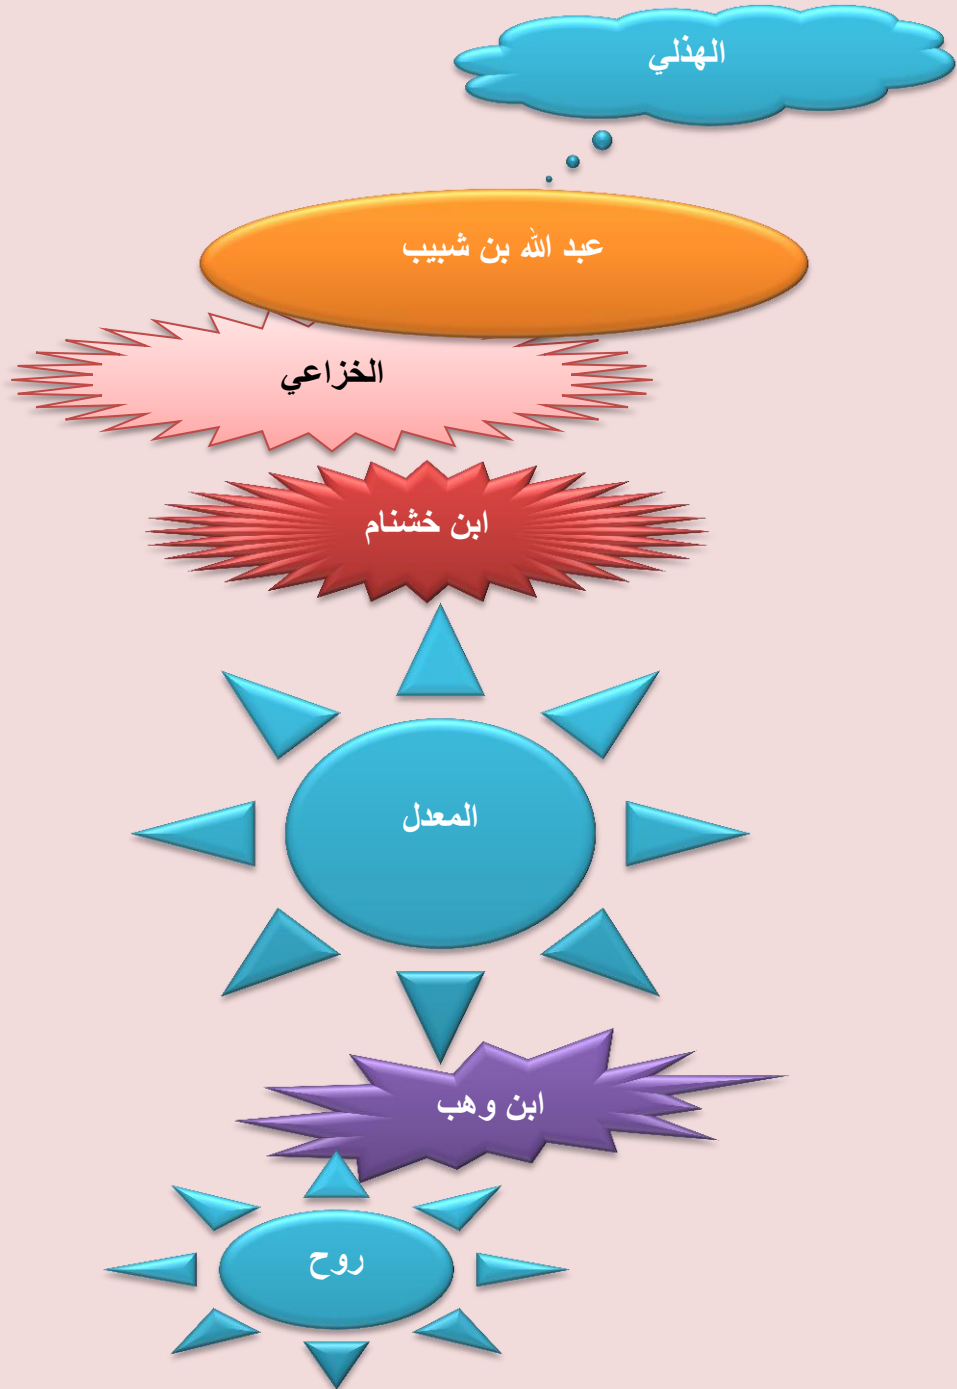 الهذلي
عبد الله بن شبيب
الخزاعي
ابن خشنام
المعدل
ابن وهب
روح